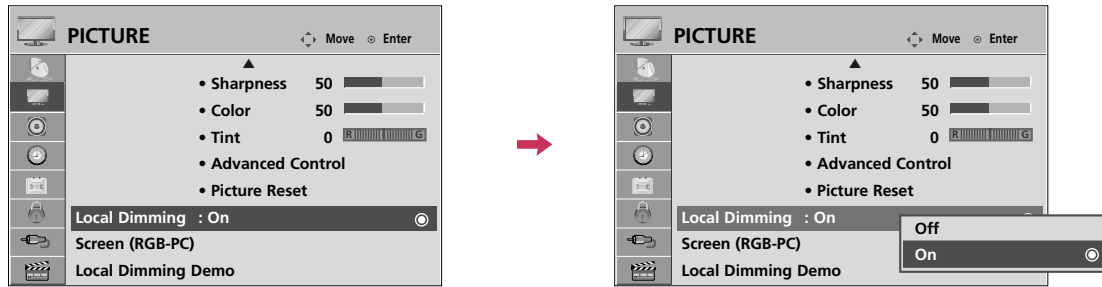 PICTURE Move Enter
• Sharpness 50
• Color 50
• Tint 0 R G
• Advanced Control
• Picture Reset
Local Dimming : On
Screen (RGB-PC)
Local Dimming Demo
PICTURE Move Enter
• Sharpness 50
• Color 50
• Tint 0 R G
• Advanced Control
• Picture Reset
Local Dimming : On
Off
Screen (RGB-PC)
On
Local Dimming Demo